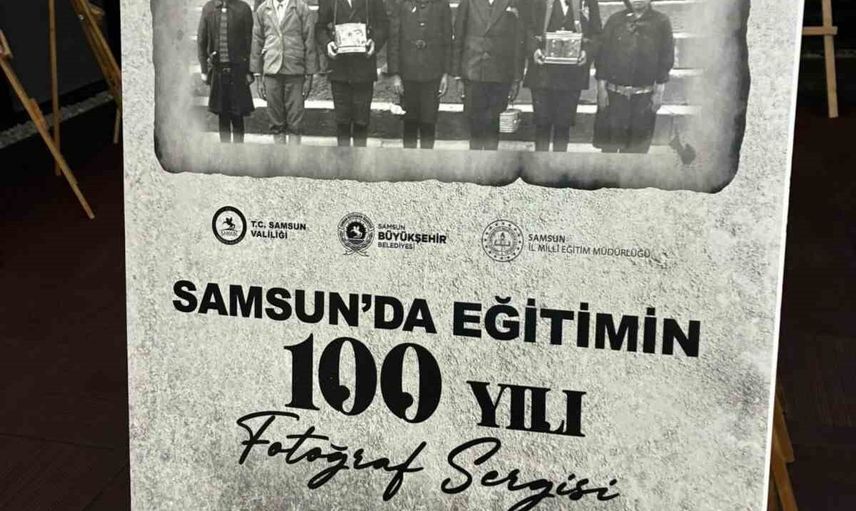 T.C. SAMSUN
VALİLİĞİ
SAMSUN
BÜYÜKŞEHİR
BELEDİYESİ
SAMSUN
İL MİLLİ EĞİTİM MÜDÜRLÜĞÜ
SAMSUN'DA EĞİTİMİN
100 YILI
Fotoğraf Sergisi